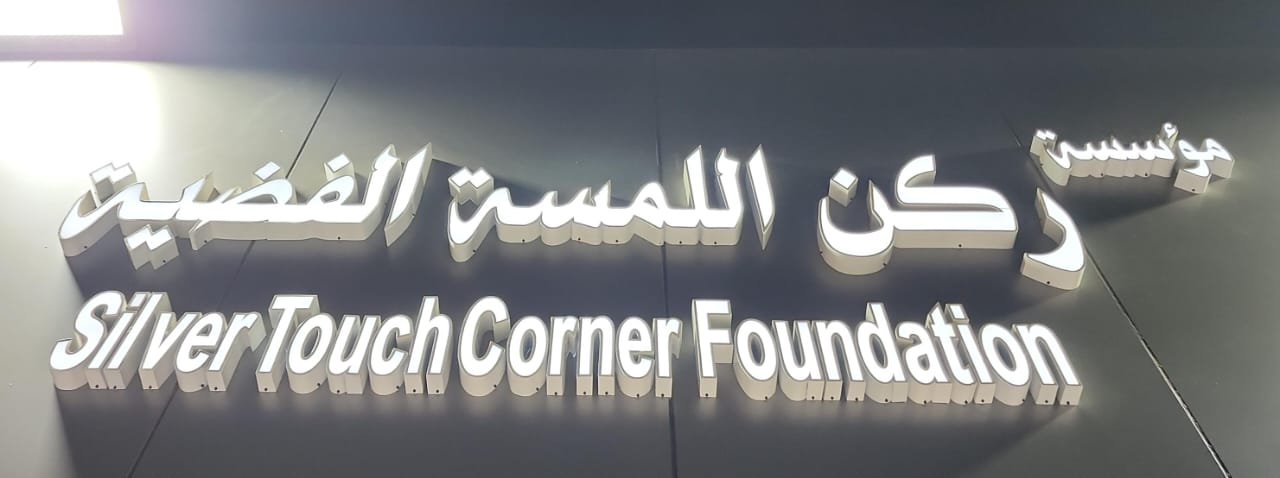 مؤسسة
ركن اللمسة الفضية
Silver Touch Corner Foundation